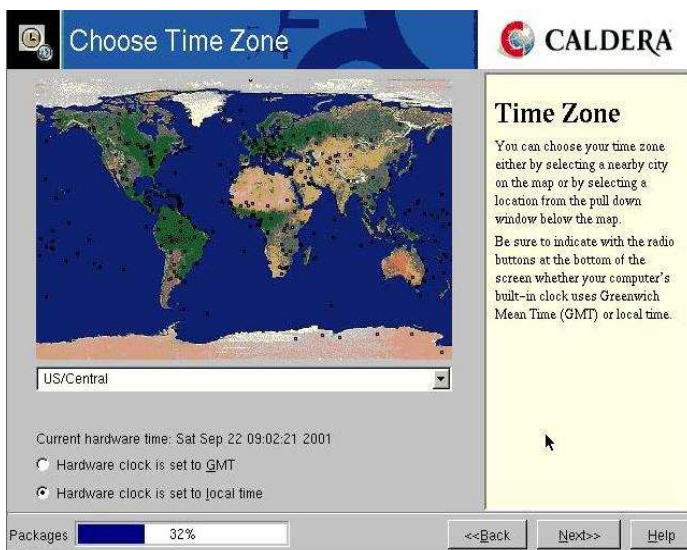 Choose Time Zone
CALDERA
Time Zone
You can choose your time zone
either by selecting a nearby city
on the map or by selecting a
location from the pull down
window below the map.
Be sure to indicate with the radio
buttons at the bottom of the
screen whether your computer's
built-in clock uses Greenwich
Mean Time (GMT) or local time.
US/Central
Current hardware time: Sat Sep 22 09:02:21 2001
Hardware clock is set to GMT
Hardware clock is set to local time
Packages 32% <<Back Next>> Help